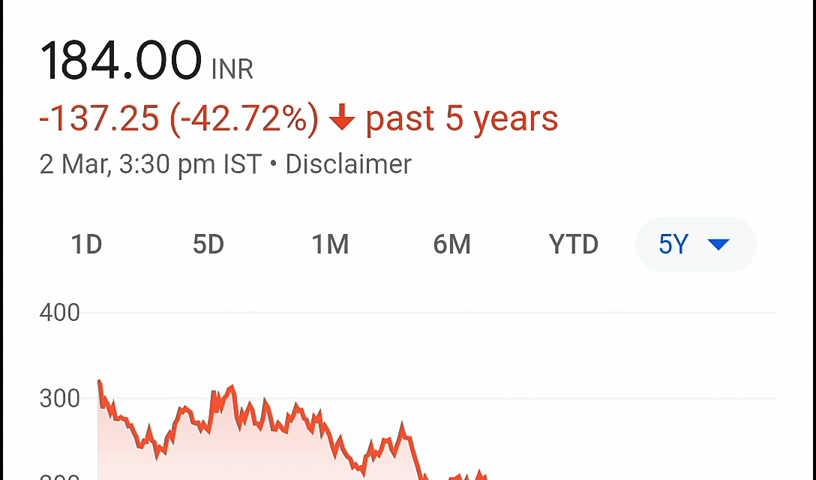 184.00 INR
-137.25 (-42.72%) past 5 years
2 Mar, 3:30 pm IST • Disclaimer
1D 5D 1M 6M YTD 5Y
400
300